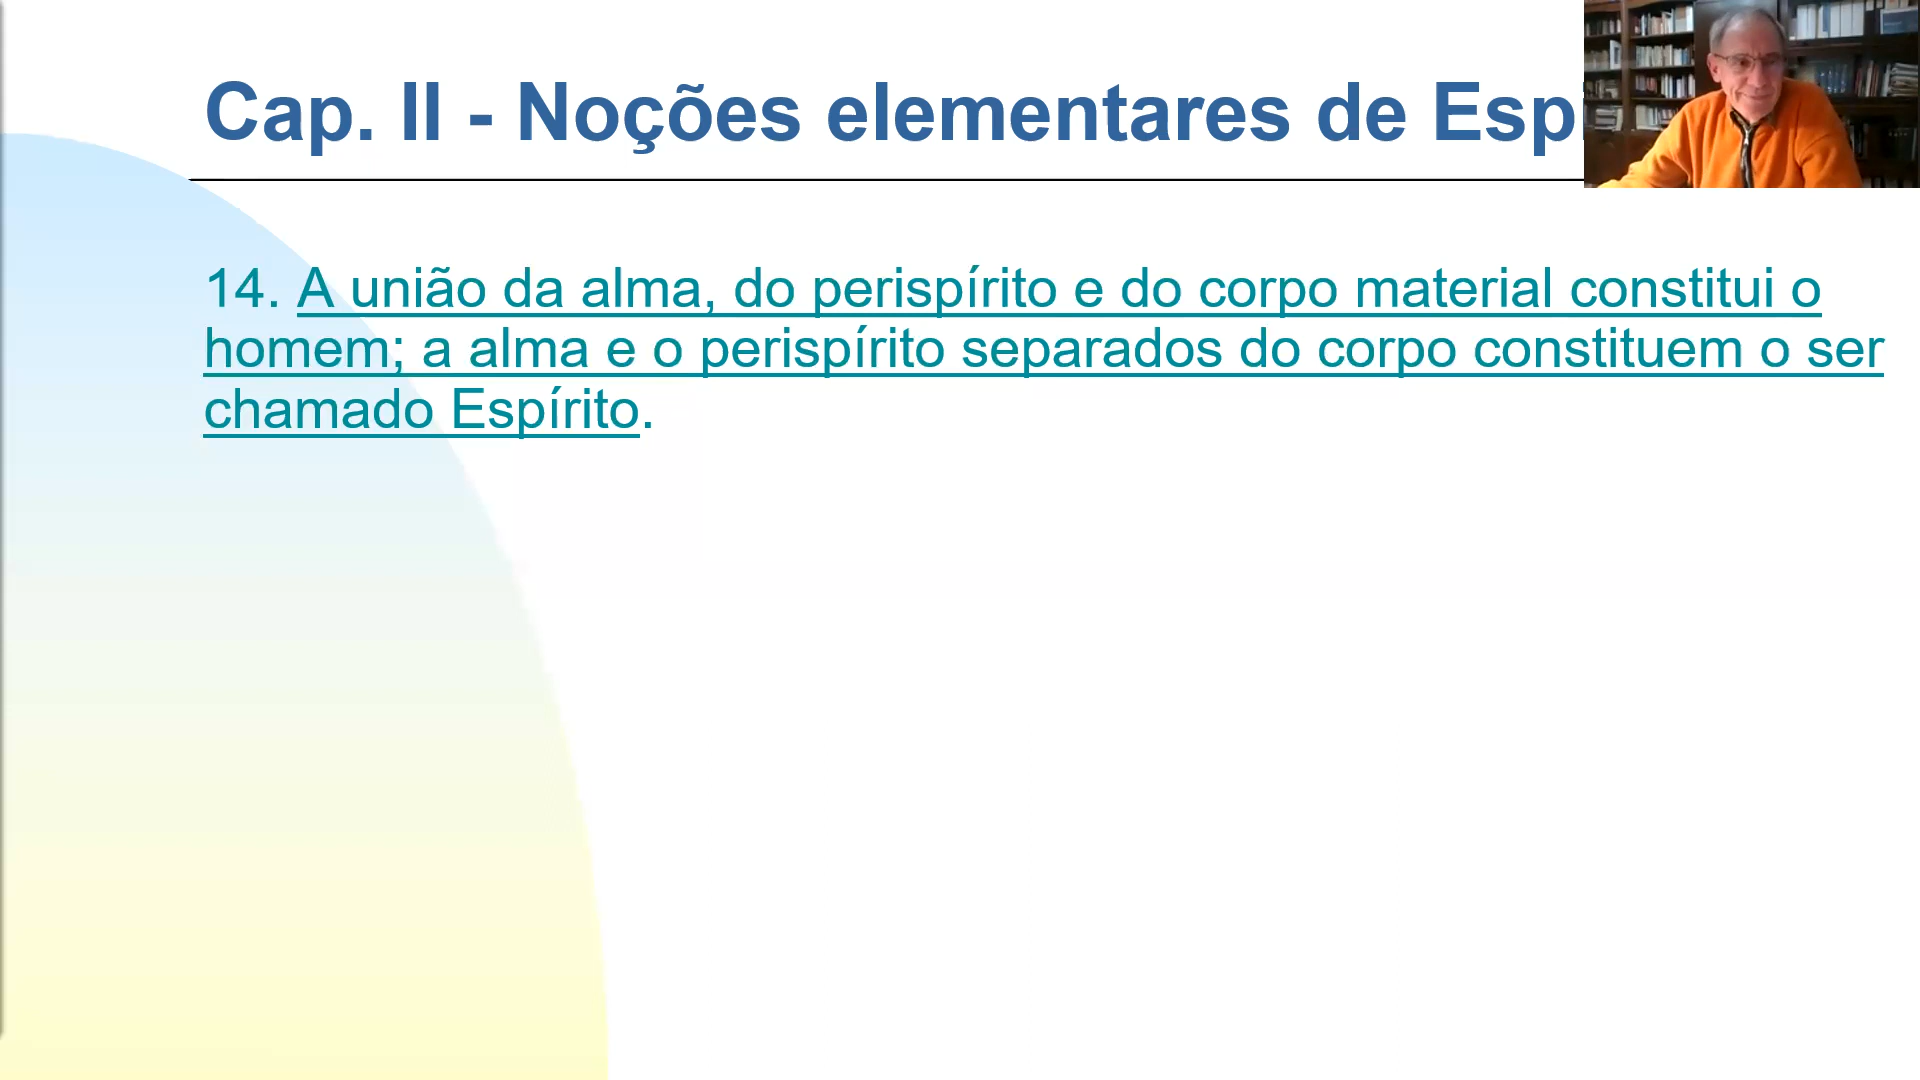 Cap. II - Noções elementares de Esp
14. A união da alma, do perispírito e do corpo material constitui o
homem; a alma e o perispírito separados do corpo constituem o ser
chamado Espírito.